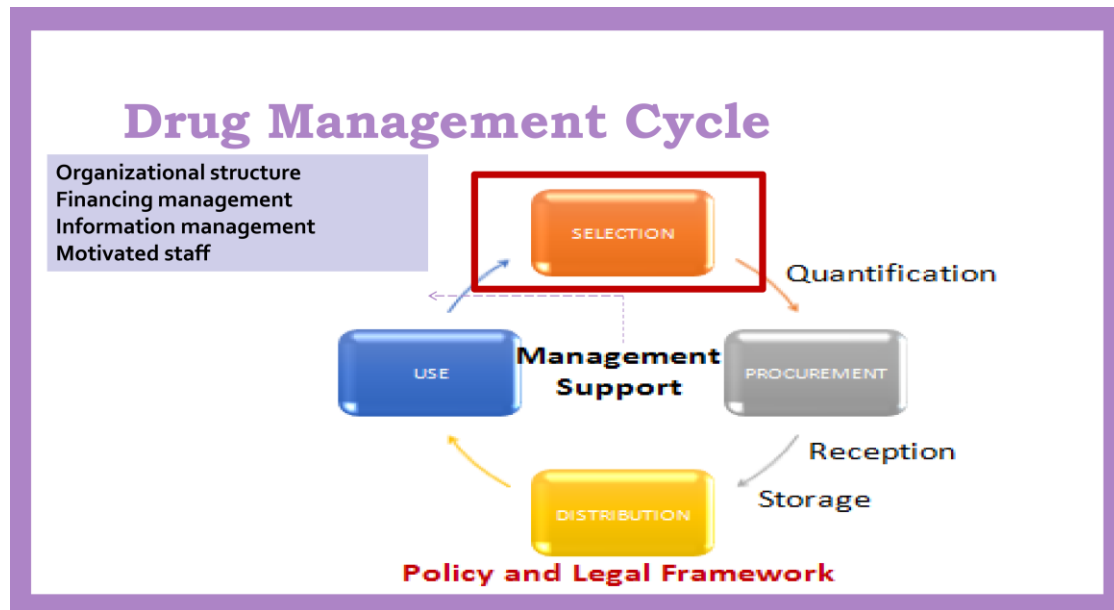 Drug Management Cycle
Organizational structure
Financing management
Information management
Motivated staff
SELECTION
Quantification
USE
Management
Support
PROCUREMENT
Reception
Storage
DISTRIBUTION
Policy and Legal Framework